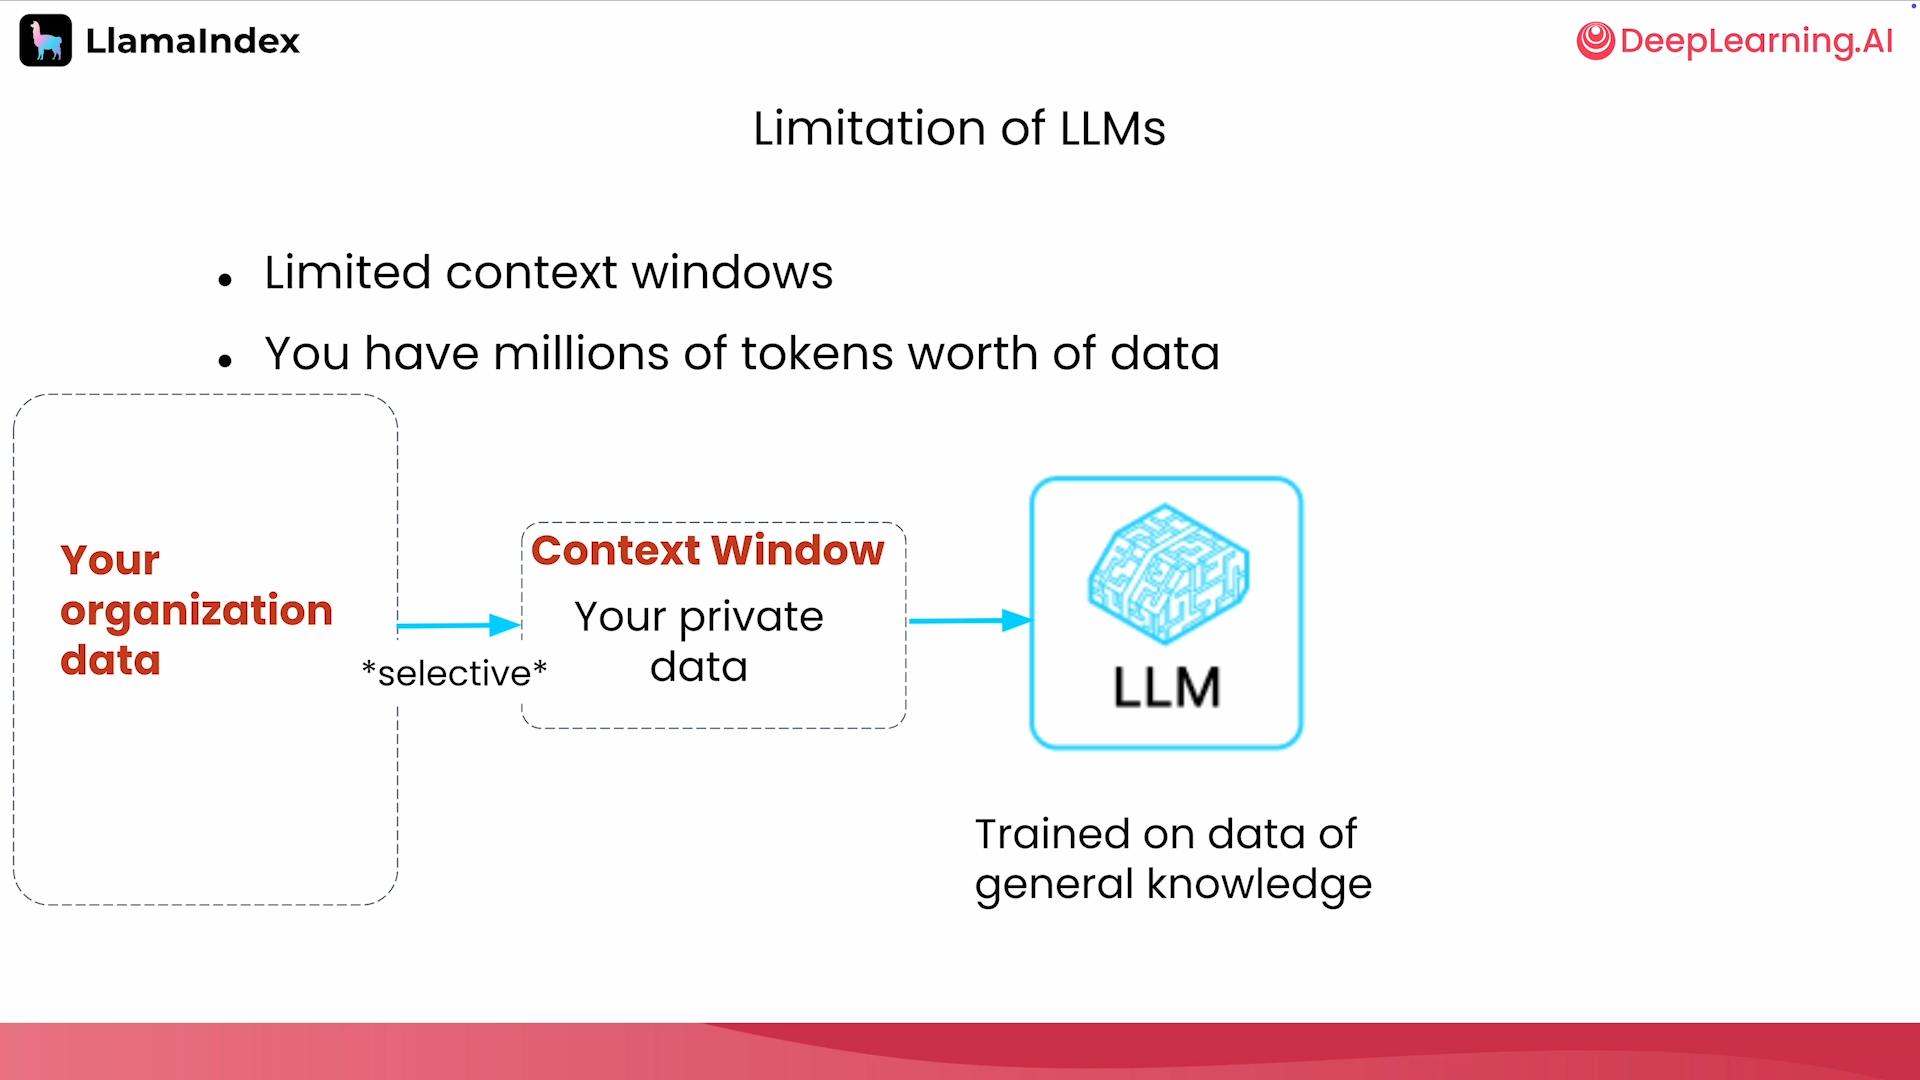 LlamaIndex
DeepLearning.AI
Limitation of LLMs
• Limited context windows
• You have millions of tokens worth of data
Your
organization
data
*selective*
Context Window
Your private
data
LLM
Trained on data of
general knowledge